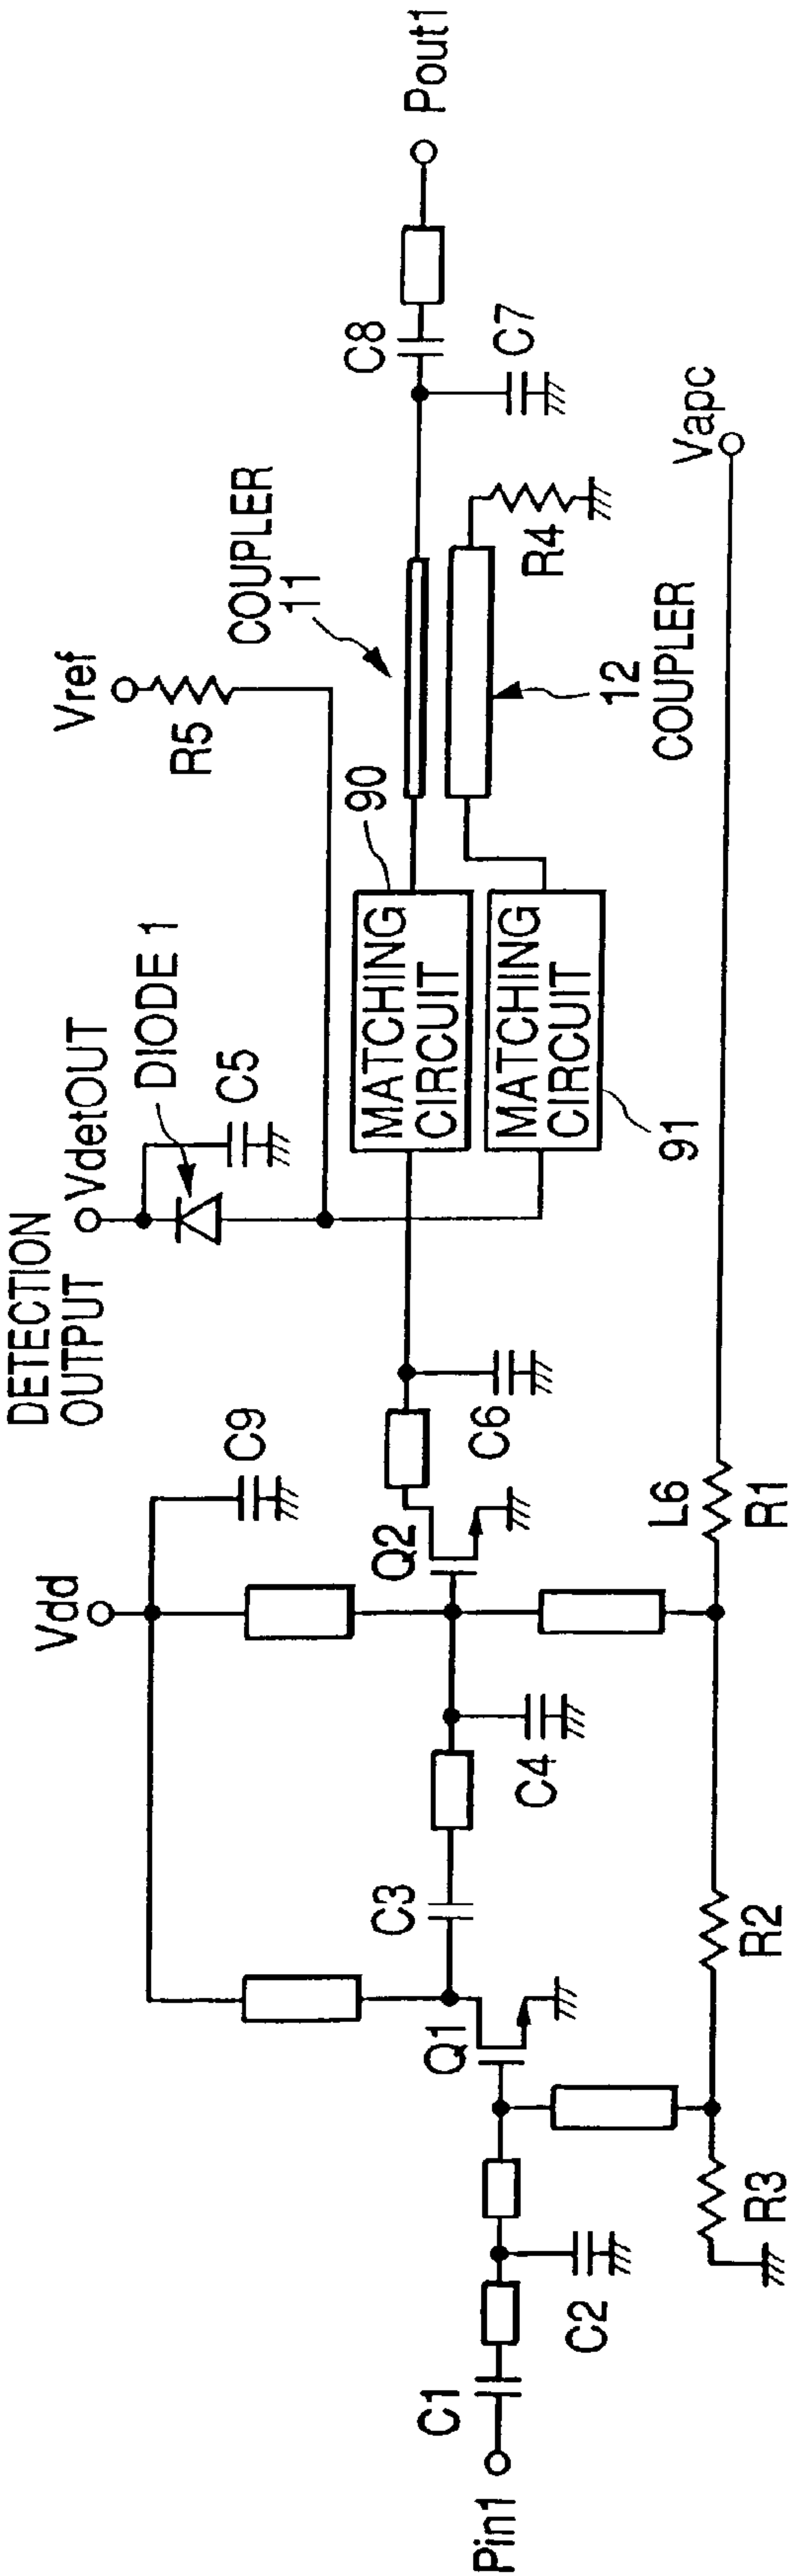 Pout1
C8
C7
Vapc
COUPLER
11
R4
Vref
R5
12
COUPLER
90
MATCHING
CIRCUIT
MATCHING
CIRCUIT
91
DIODE 1
C5
DETECTION
OUTPUT
VdetOUT
C6
C9
Vdd
Q2
L6
R1
C4
C3
R2
Q1
R3
C2
C1
Pin1